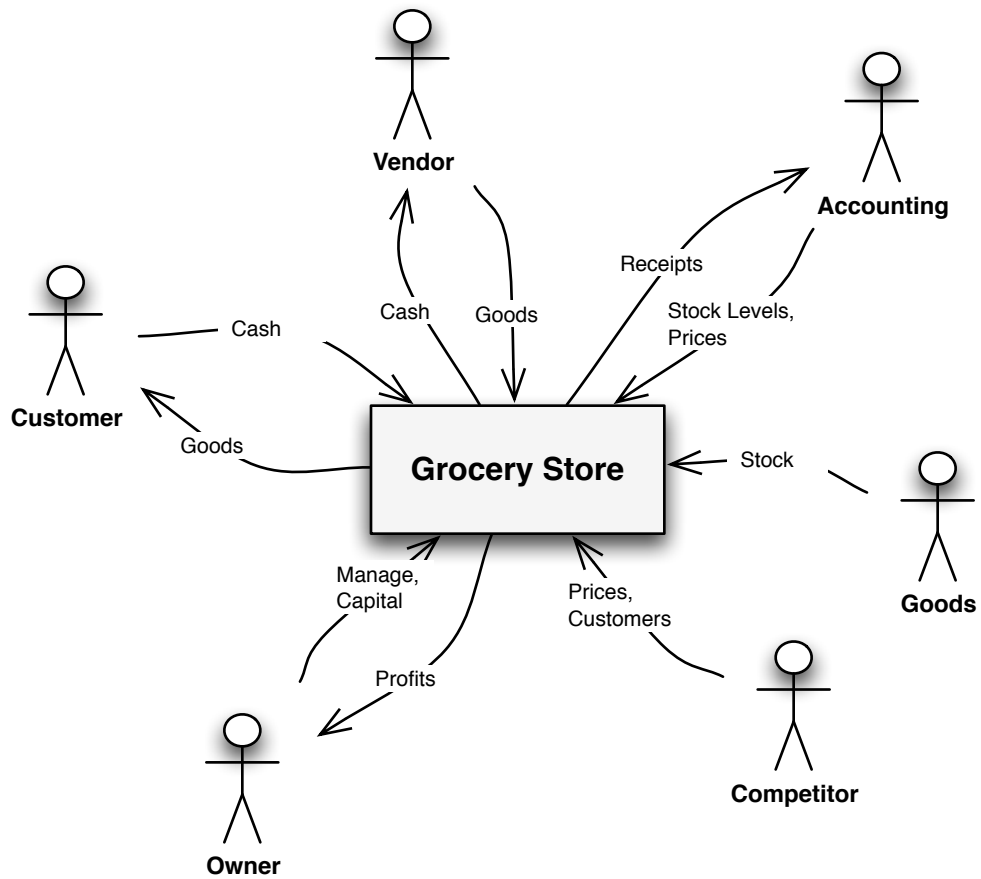 Vendor
Accounting
Receipts
Cash
Goods
Stock Levels,
Prices
Cash
Customer
Goods
Grocery Store
Stock
Goods
Manage,
Capital
Prices,
Customers
Profits
Competitor
Owner